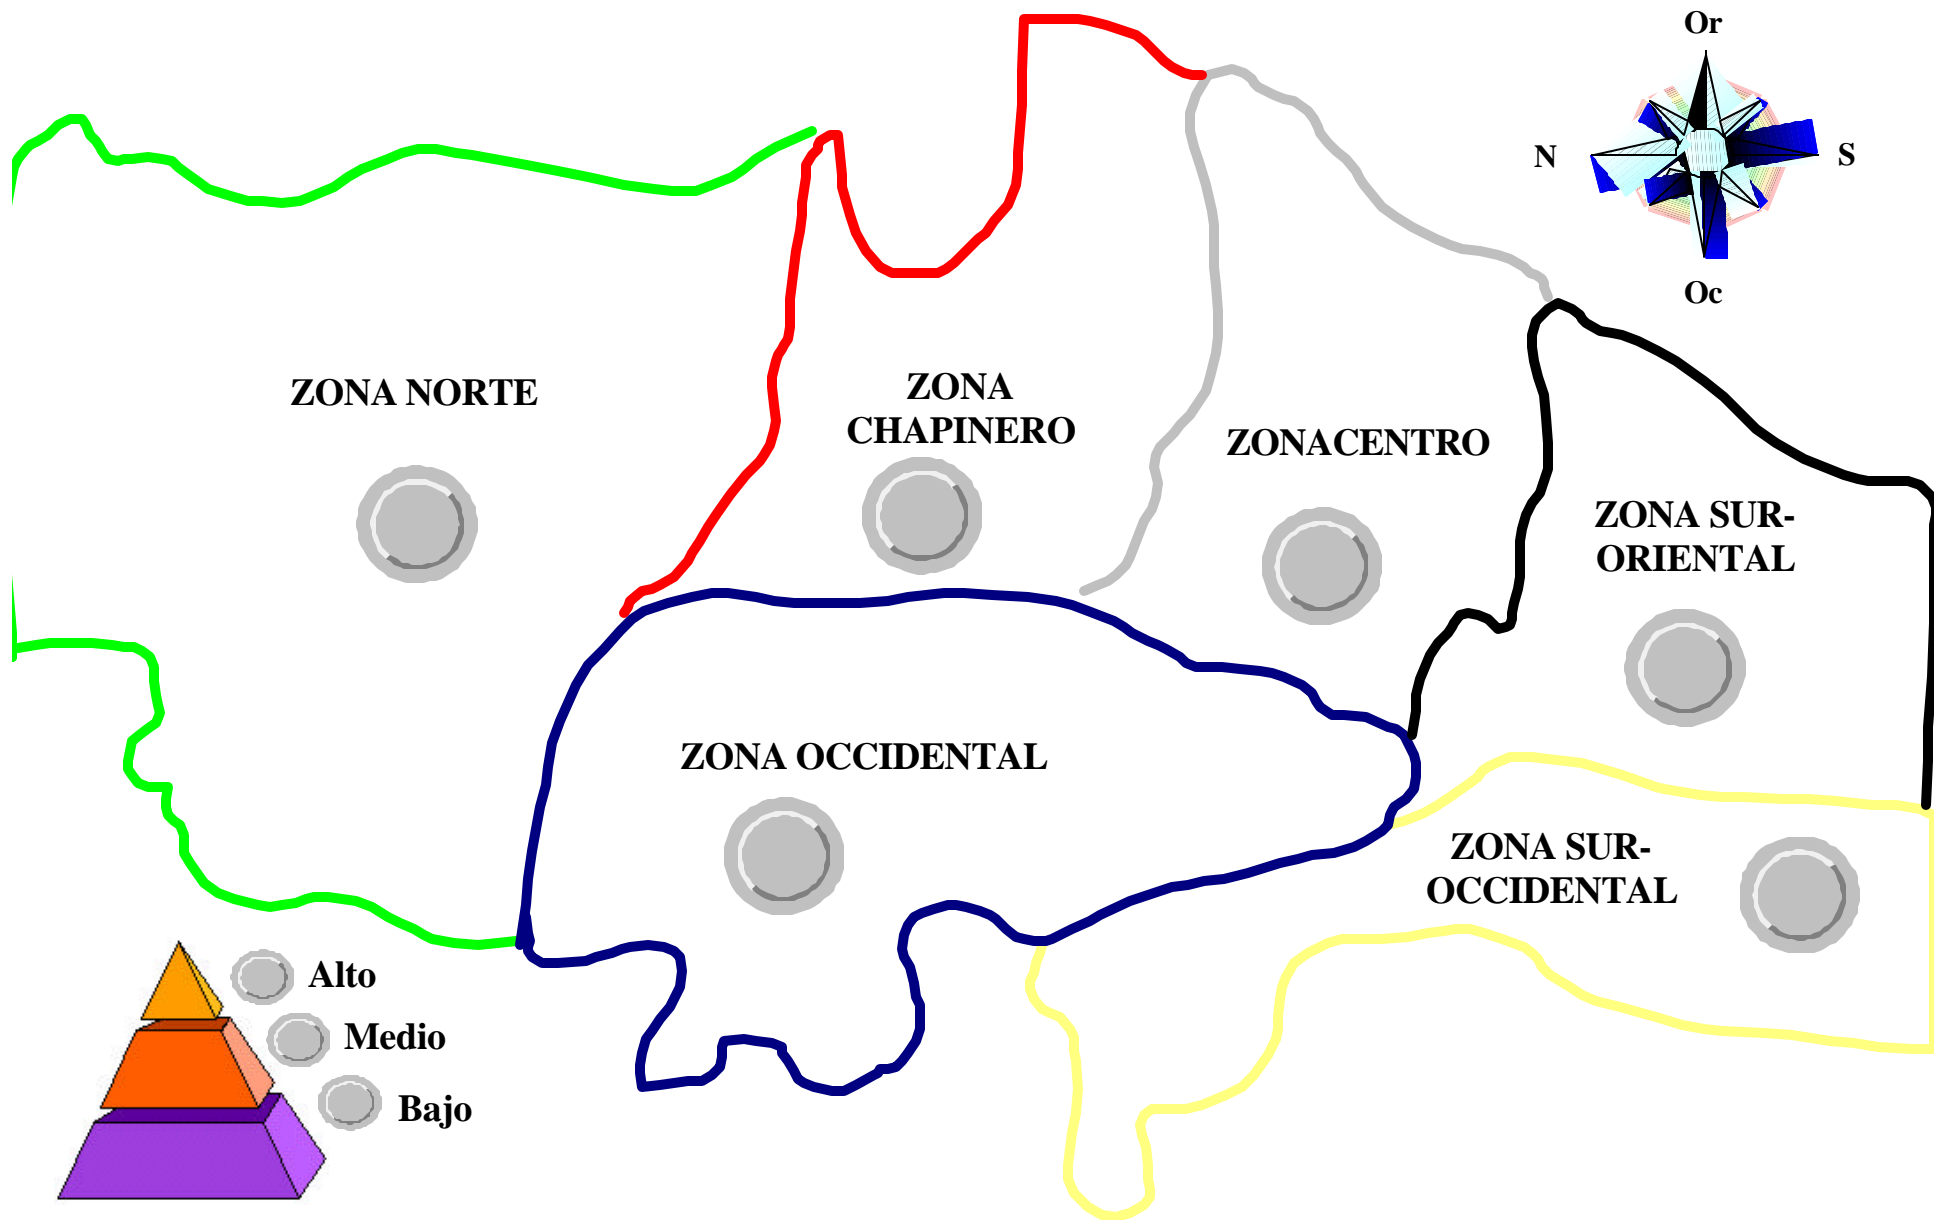 Or
N
S
Oc
ZONA NORTE
ZONA
CHAPINERO
ZONACENTRO
ZONA SUR-
ORIENTAL
ZONA OCCIDENTAL
ZONA SUR-
OCCIDENTAL
Alto
Medio
Bajo